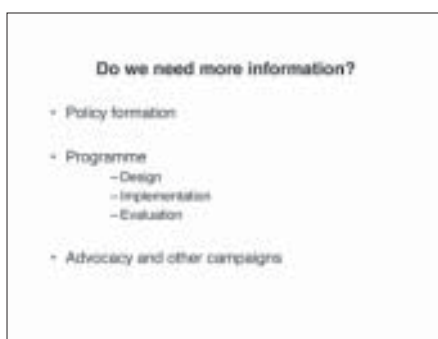 Do we need more information?
- Policy formation
- Programme
– Design
– Implementation
– Evaluation
- Advocacy and other campaigns